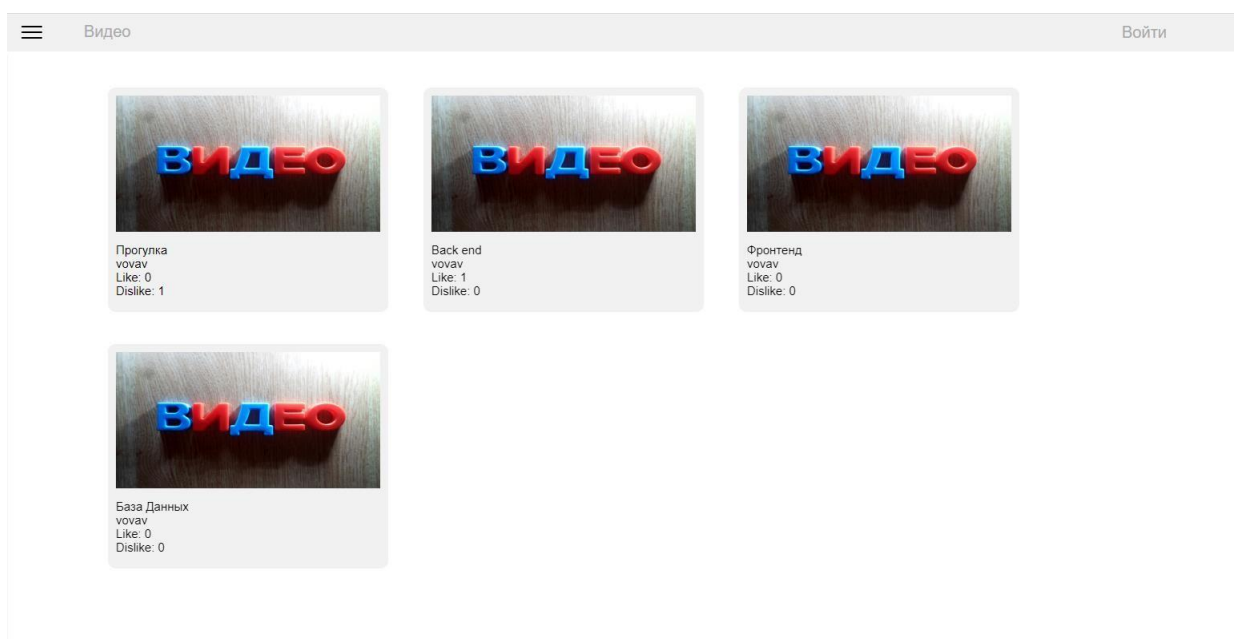 Видео
Войти
ВИДЕО
Прогулка
vovav
Like: 0
Dislike: 1
ВИДЕО
Back end
vovav
Like: 1
Dislike: 0
ВИДЕО
Фронтенд
vovav
Like: 0
Dislike: 0
ВИДЕО
База Данных
vovav
Like: 0
Dislike: 0